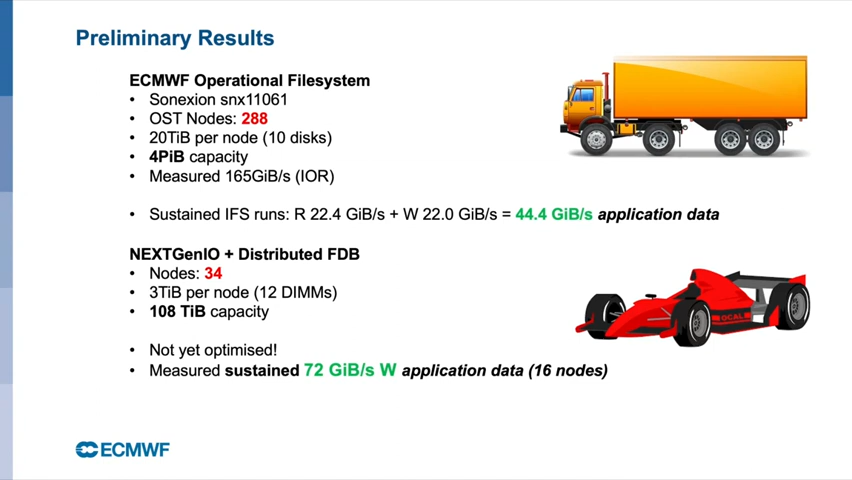 Preliminary Results
ECMWF Operational Filesystem
• Sonexion snx11061
• OST Nodes: 288
• 20TiB per node (10 disks)
• 4PiB capacity
• Measured 165GiB/s (IOR)
• Sustained IFS runs: R 22.4 GiB/s + W 22.0 GiB/s = 44.4 GiB/s application data
NEXTGenIO + Distributed FDB
• Nodes: 34
• 3TiB per node (12 DIMMs)
• 108 TiB capacity
• Not yet optimised!
• Measured sustained 72 GiB/s W application data (16 nodes)
OCAL
ECMWF